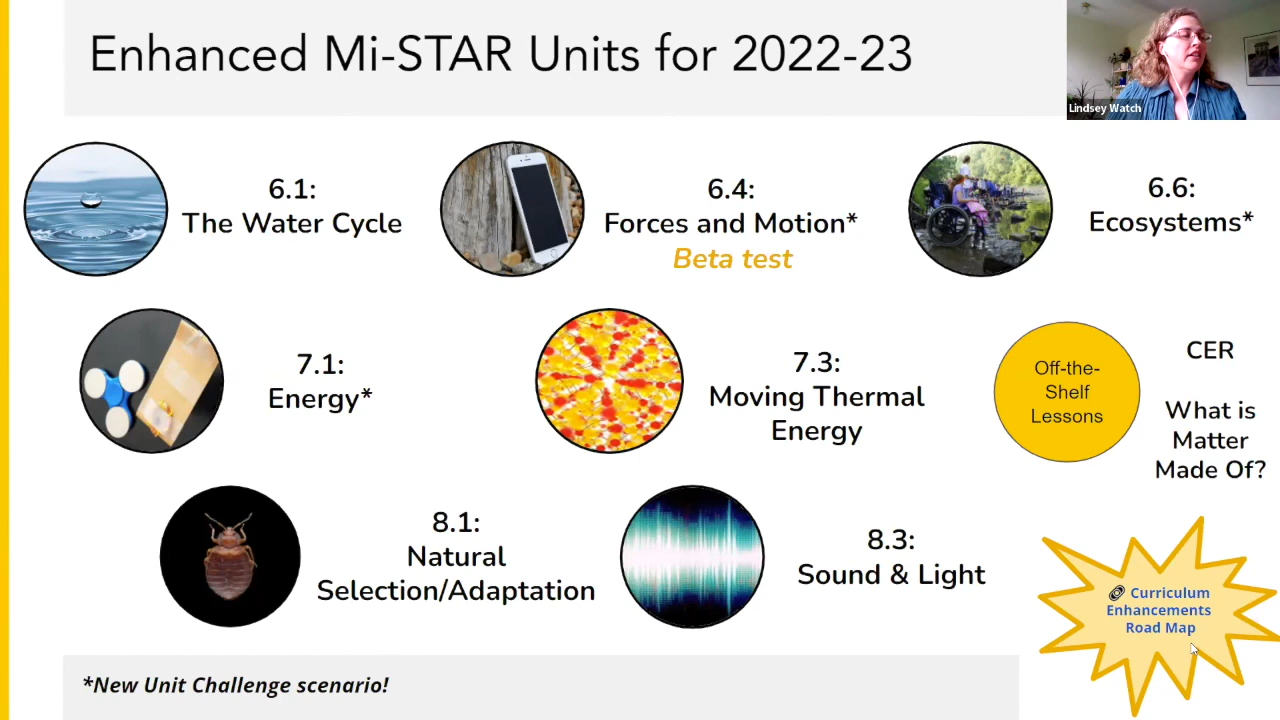 Enhanced Mi-STAR Units for 2022-23
Lindsey Watch
6.1:
The Water Cycle
6.4:
Forces and Motion*
Beta test
6.6:
Ecosystems*
7.1:
Energy*
7.3:
Moving Thermal
Energy
Off-the-
Shelf
Lessons
CER
What is
Matter
Made Of?
8.1:
Natural
Selection/Adaptation
8.3:
Sound & Light
Curriculum
Enhancements
Road Map
*New Unit Challenge scenario!